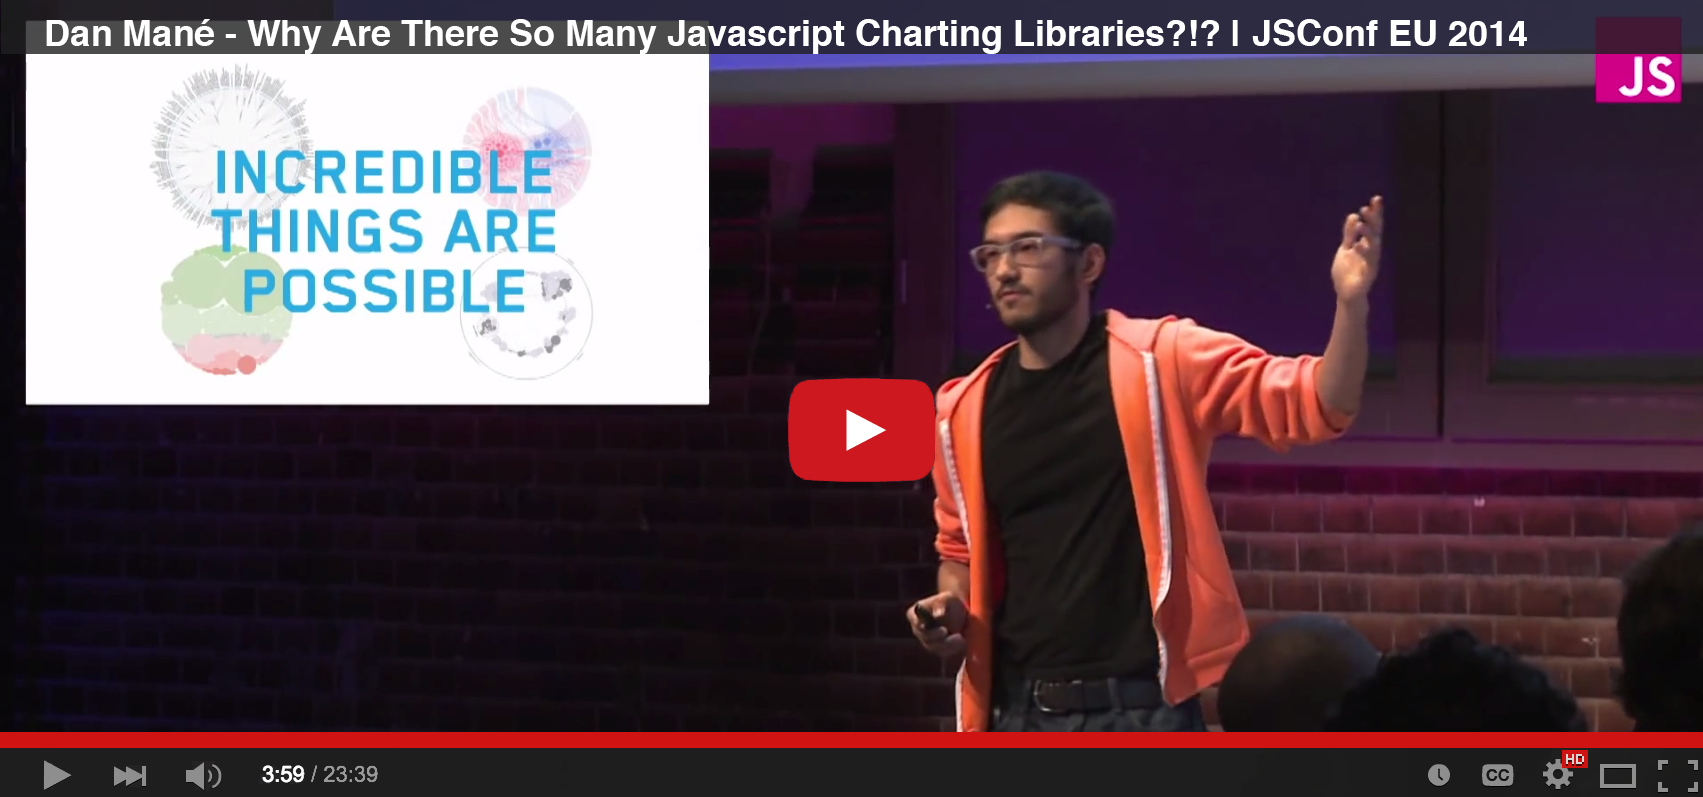 Dan Mané - Why Are There So Many Javascript Charting Libraries?!? | JSConf EU 2014
JS
INCREDIBLE
THINGS ARE
POSSIBLE
3:59 / 23:39
CC
HD